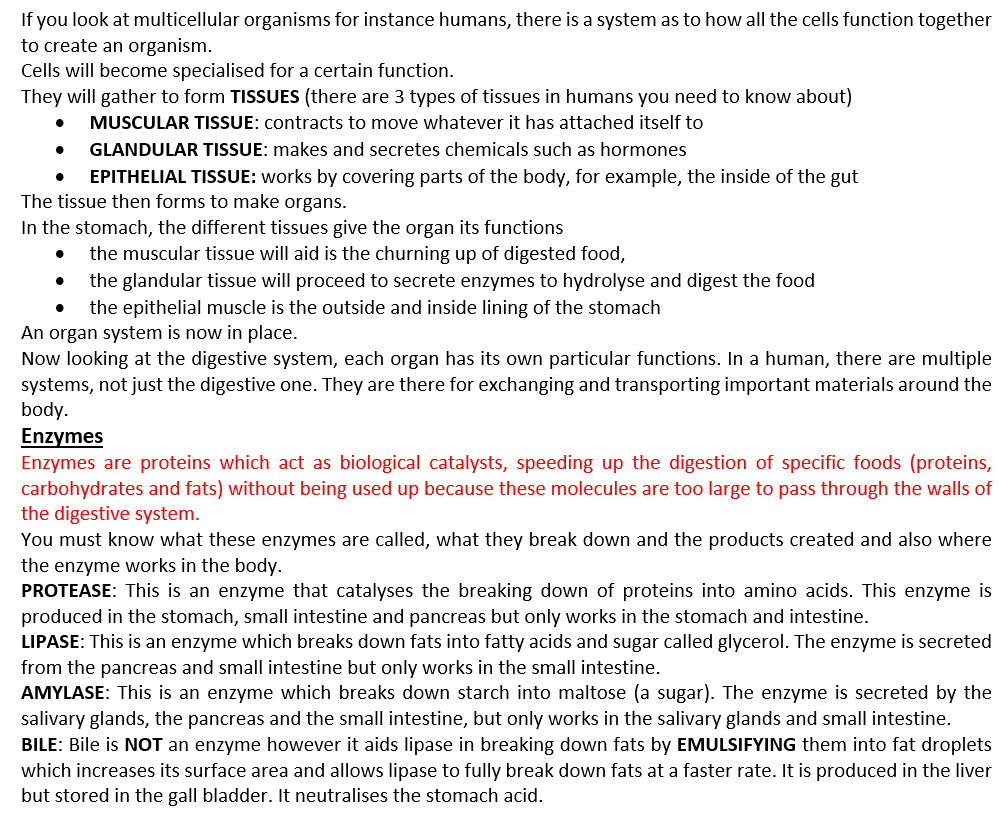 If you look at multicellular organisms for instance humans, there is a system as to how all the cells function together
to create an organism.
Cells will become specialised for a certain function.
They will gather to form TISSUES (there are 3 types of tissues in humans you need to know about)
• MUSCULAR TISSUE: contracts to move whatever it has attached itself to
• GLANDULAR TISSUE: makes and secretes chemicals such as hormones
• EPITHELIAL TISSUE: works by covering parts of the body, for example, the inside of the gut
The tissue then forms to make organs.
In the stomach, the different tissues give the organ its functions
• the muscular tissue will aid is the churning up of digested food,
• the glandular tissue will proceed to secrete enzymes to hydrolyse and digest the food
• the epithelial muscle is the outside and inside lining of the stomach
An organ system is now in place.
Now looking at the digestive system, each organ has its own particular functions. In a human, there are multiple
systems, not just the digestive one. They are there for exchanging and transporting important materials around the
body.
Enzymes
Enzymes are proteins which act as biological catalysts, speeding up the digestion of specific foods (proteins,
carbohydrates and fats) without being used up because these molecules are too large to pass through the walls of
the digestive system.
You must know what these enzymes are called, what they break down and the products created and also where
the enzyme works in the body.
PROTEASE: This is an enzyme that catalyses the breaking down of proteins into amino acids. This enzyme is
produced in the stomach, small intestine and pancreas but only works in the stomach and intestine.
LIPASE: This is an enzyme which breaks down fats into fatty acids and sugar called glycerol. The enzyme is secreted
from the pancreas and small intestine but only works in the small intestine.
AMYLASE: This is an enzyme which breaks down starch into maltose (a sugar). The enzyme is secreted by the
salivary glands, the pancreas and the small intestine, but only works in the salivary glands and small intestine.
BILE: Bile is NOT an enzyme however it aids lipase in breaking down fats by EMULSIFYING them into fat droplets
which increases its surface area and allows lipase to fully break down fats at a faster rate. It is produced in the liver
but stored in the gall bladder. It neutralises the stomach acid.